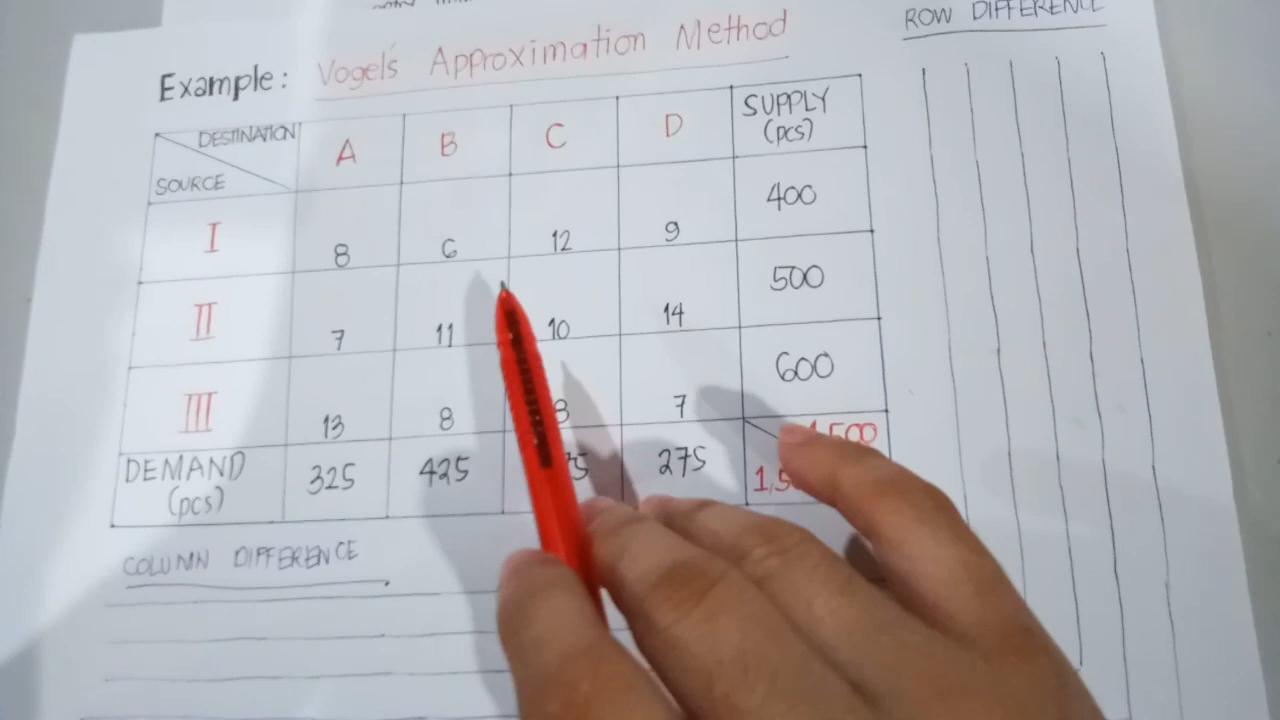 ROW DIFFERENCE
Example: Vogel's Approximation Method
DESTINATION
SOURCE
A B C D SUPPLY (pcs)
I 8 6 12 9 400
II 7 11 10 14 500
III 13 8 7 600
DEMAND (pcs) 325 425 275
COLUMN DIFFERENCE